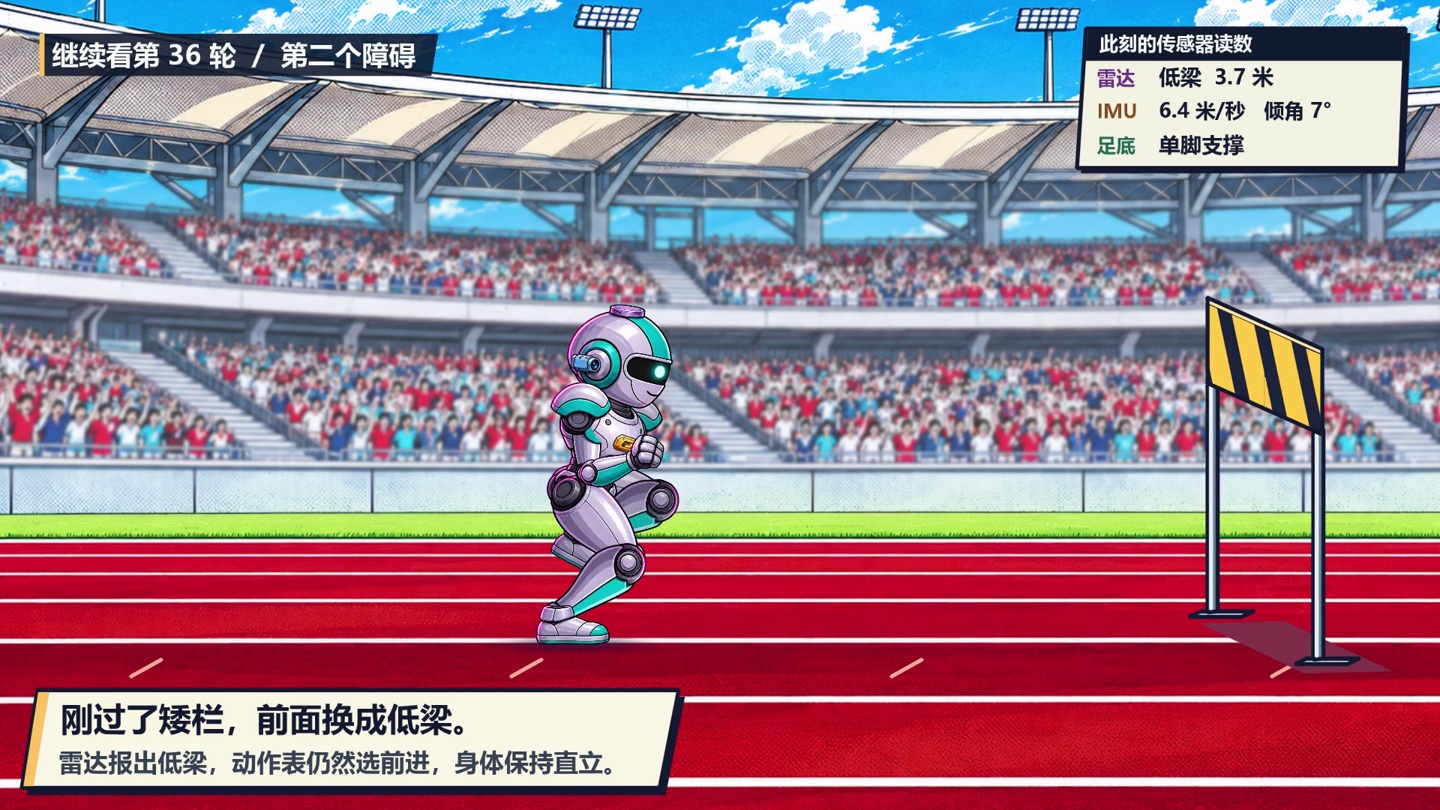 继续看第 36 轮 / 第二个障碍
此刻的传感器读数
雷达 低梁 3.7 米
IMU 6.4 米/秒 倾角 7°
足底 单脚支撑
刚过了矮栏，前面换成低梁。
雷达报出低梁，动作表仍然选前进，身体保持直立。